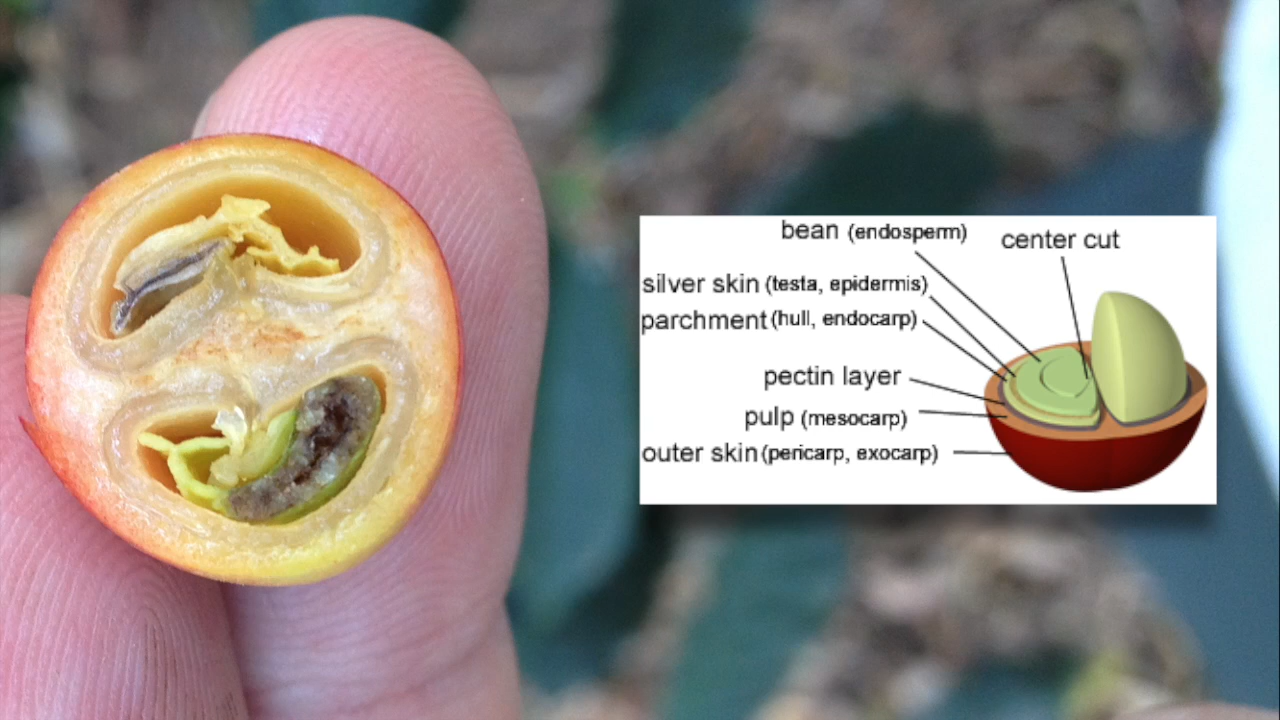 bean (endosperm)
center cut
silver skin (testa, epidermis)
parchment (hull, endocarp)
pectin layer
pulp (mesocarp)
outer skin (pericarp, exocarp)